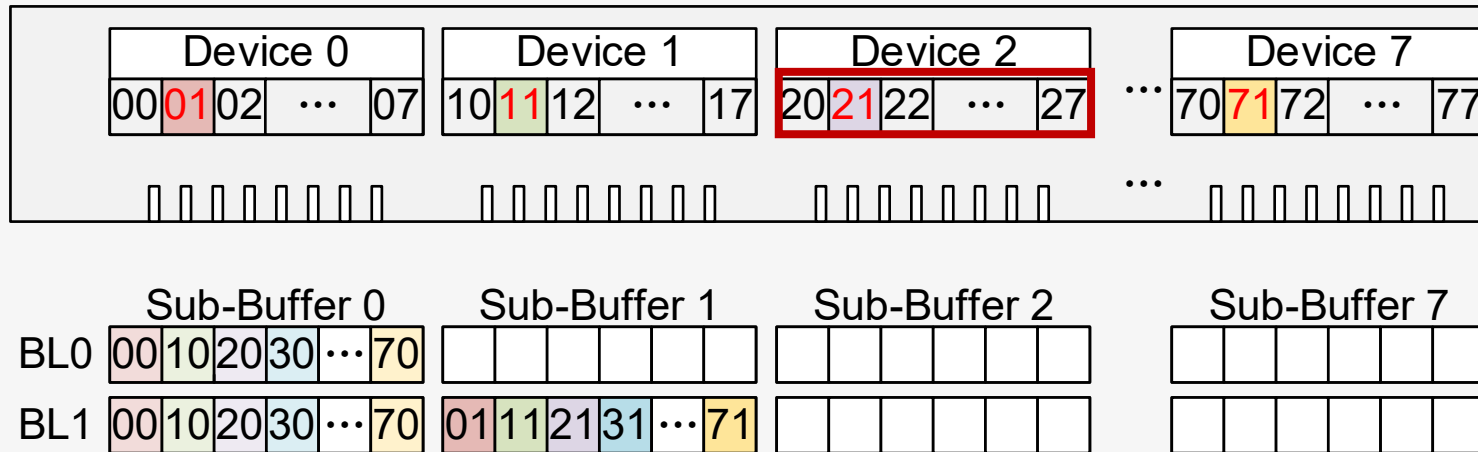 Device 0 Device 1 Device 2 Device 7
00 01 02 ... 07 10 11 12 ... 17 20 21 22 ... 27 ... 70 71 72 ... 77
...
Sub-Buffer 0 Sub-Buffer 1 Sub-Buffer 2 Sub-Buffer 7
BL0 00 10 20 30 ... 70
BL1 00 10 20 30 ... 70 01 11 21 31 ... 71